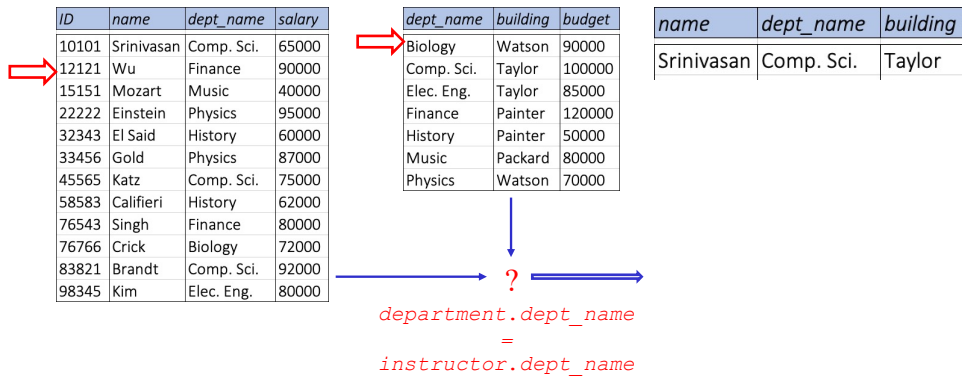 ID name dept_name salary
10101 Srinivasan Comp. Sci. 65000
12121 Wu Finance 90000
15151 Mozart Music 40000
22222 Einstein Physics 95000
32343 El Said History 60000
33456 Gold Physics 87000
45565 Katz Comp. Sci. 75000
58583 Califieri History 62000
76543 Singh Finance 80000
76766 Crick Biology 72000
83821 Brandt Comp. Sci. 92000
98345 Kim Elec. Eng. 80000
dept_name building budget
Biology Watson 90000
Comp. Sci. Taylor 100000
Elec. Eng. Taylor 85000
Finance Painter 120000
History Painter 50000
Music Packard 80000
Physics Watson 70000
name dept_name building
Srinivasan Comp. Sci. Taylor
?
department.dept_name
=
instructor.dept_name